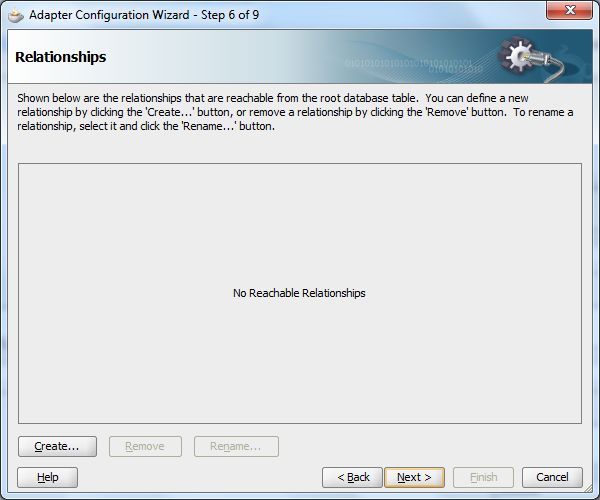 Adapter Configuration Wizard - Step 6 of 9
Relationships
01010101010101010101010101
01010101010
Shown below are the relationships that are reachable from the root database table. You can define a new
relationship by clicking the 'Create...' button, or remove a relationship by clicking the 'Remove' button. To rename a
relationship, select it and click the 'Rename...' button.
No Reachable Relationships
Create... Remove Rename...
Help < Back Next > Finish Cancel